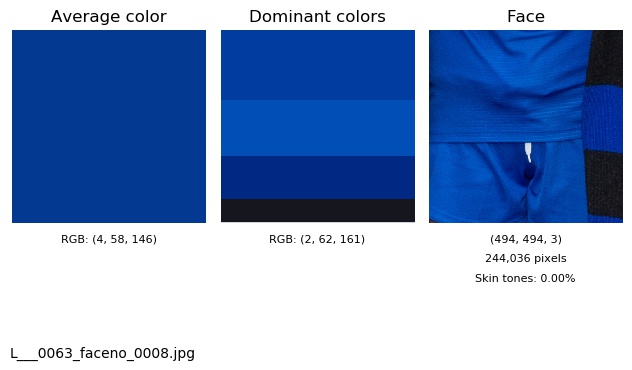 Average color
Dominant colors
Face
RGB: (4, 58, 146)
RGB: (2, 62, 161)
(494, 494, 3)
244,036 pixels
Skin tones: 0.00%
L___0063_faceno_0008.jpg